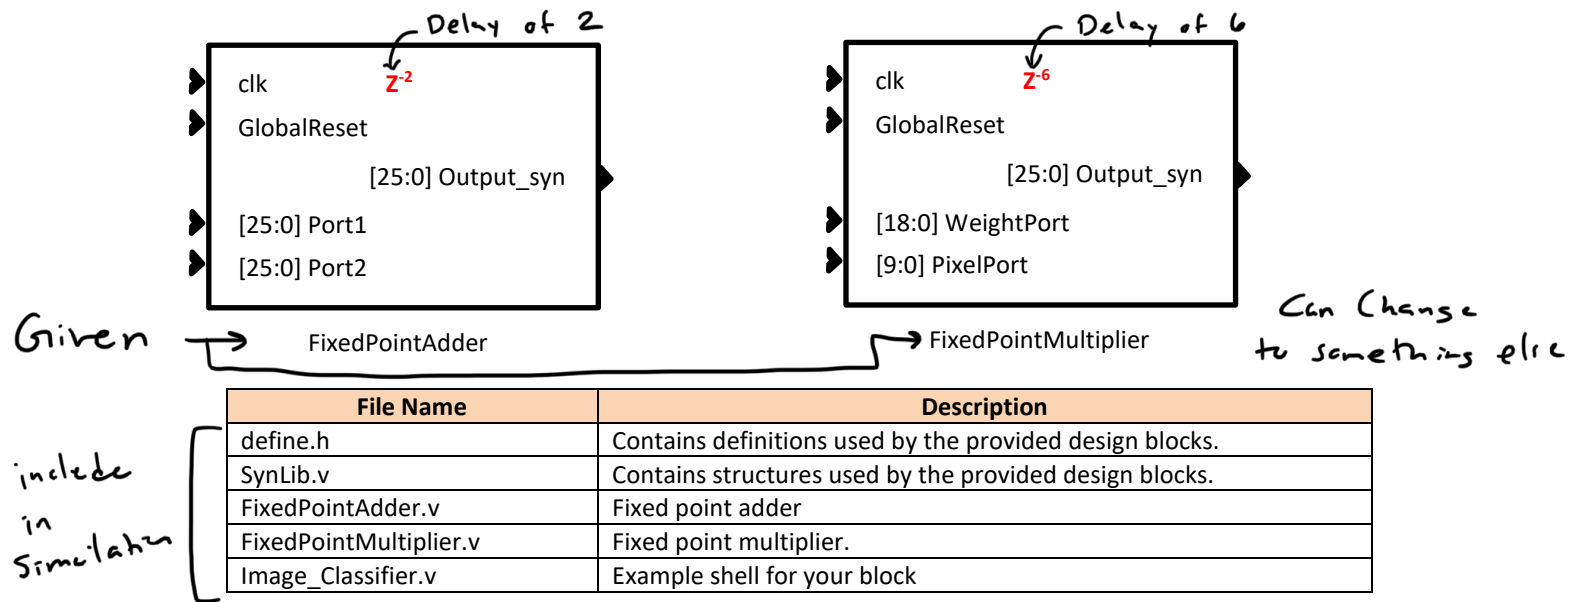 Delay of 2
Delay of 6
clk Z-2
GlobalReset
[25:0] Output_syn
[25:0] Port1
[25:0] Port2
clk Z-6
GlobalReset
[25:0] Output_syn
[18:0] WeightPort
[9:0] PixelPort
Given
FixedPointAdder
FixedPointMultiplier
Can Change
to something else
File Name Description
define.h Contains definitions used by the provided design blocks.
SynLib.v Contains structures used by the provided design blocks.
FixedPointAdder.v Fixed point adder
FixedPointMultiplier.v Fixed point multiplier.
Image_Classifier.v Example shell for your block
include
in
Simulation